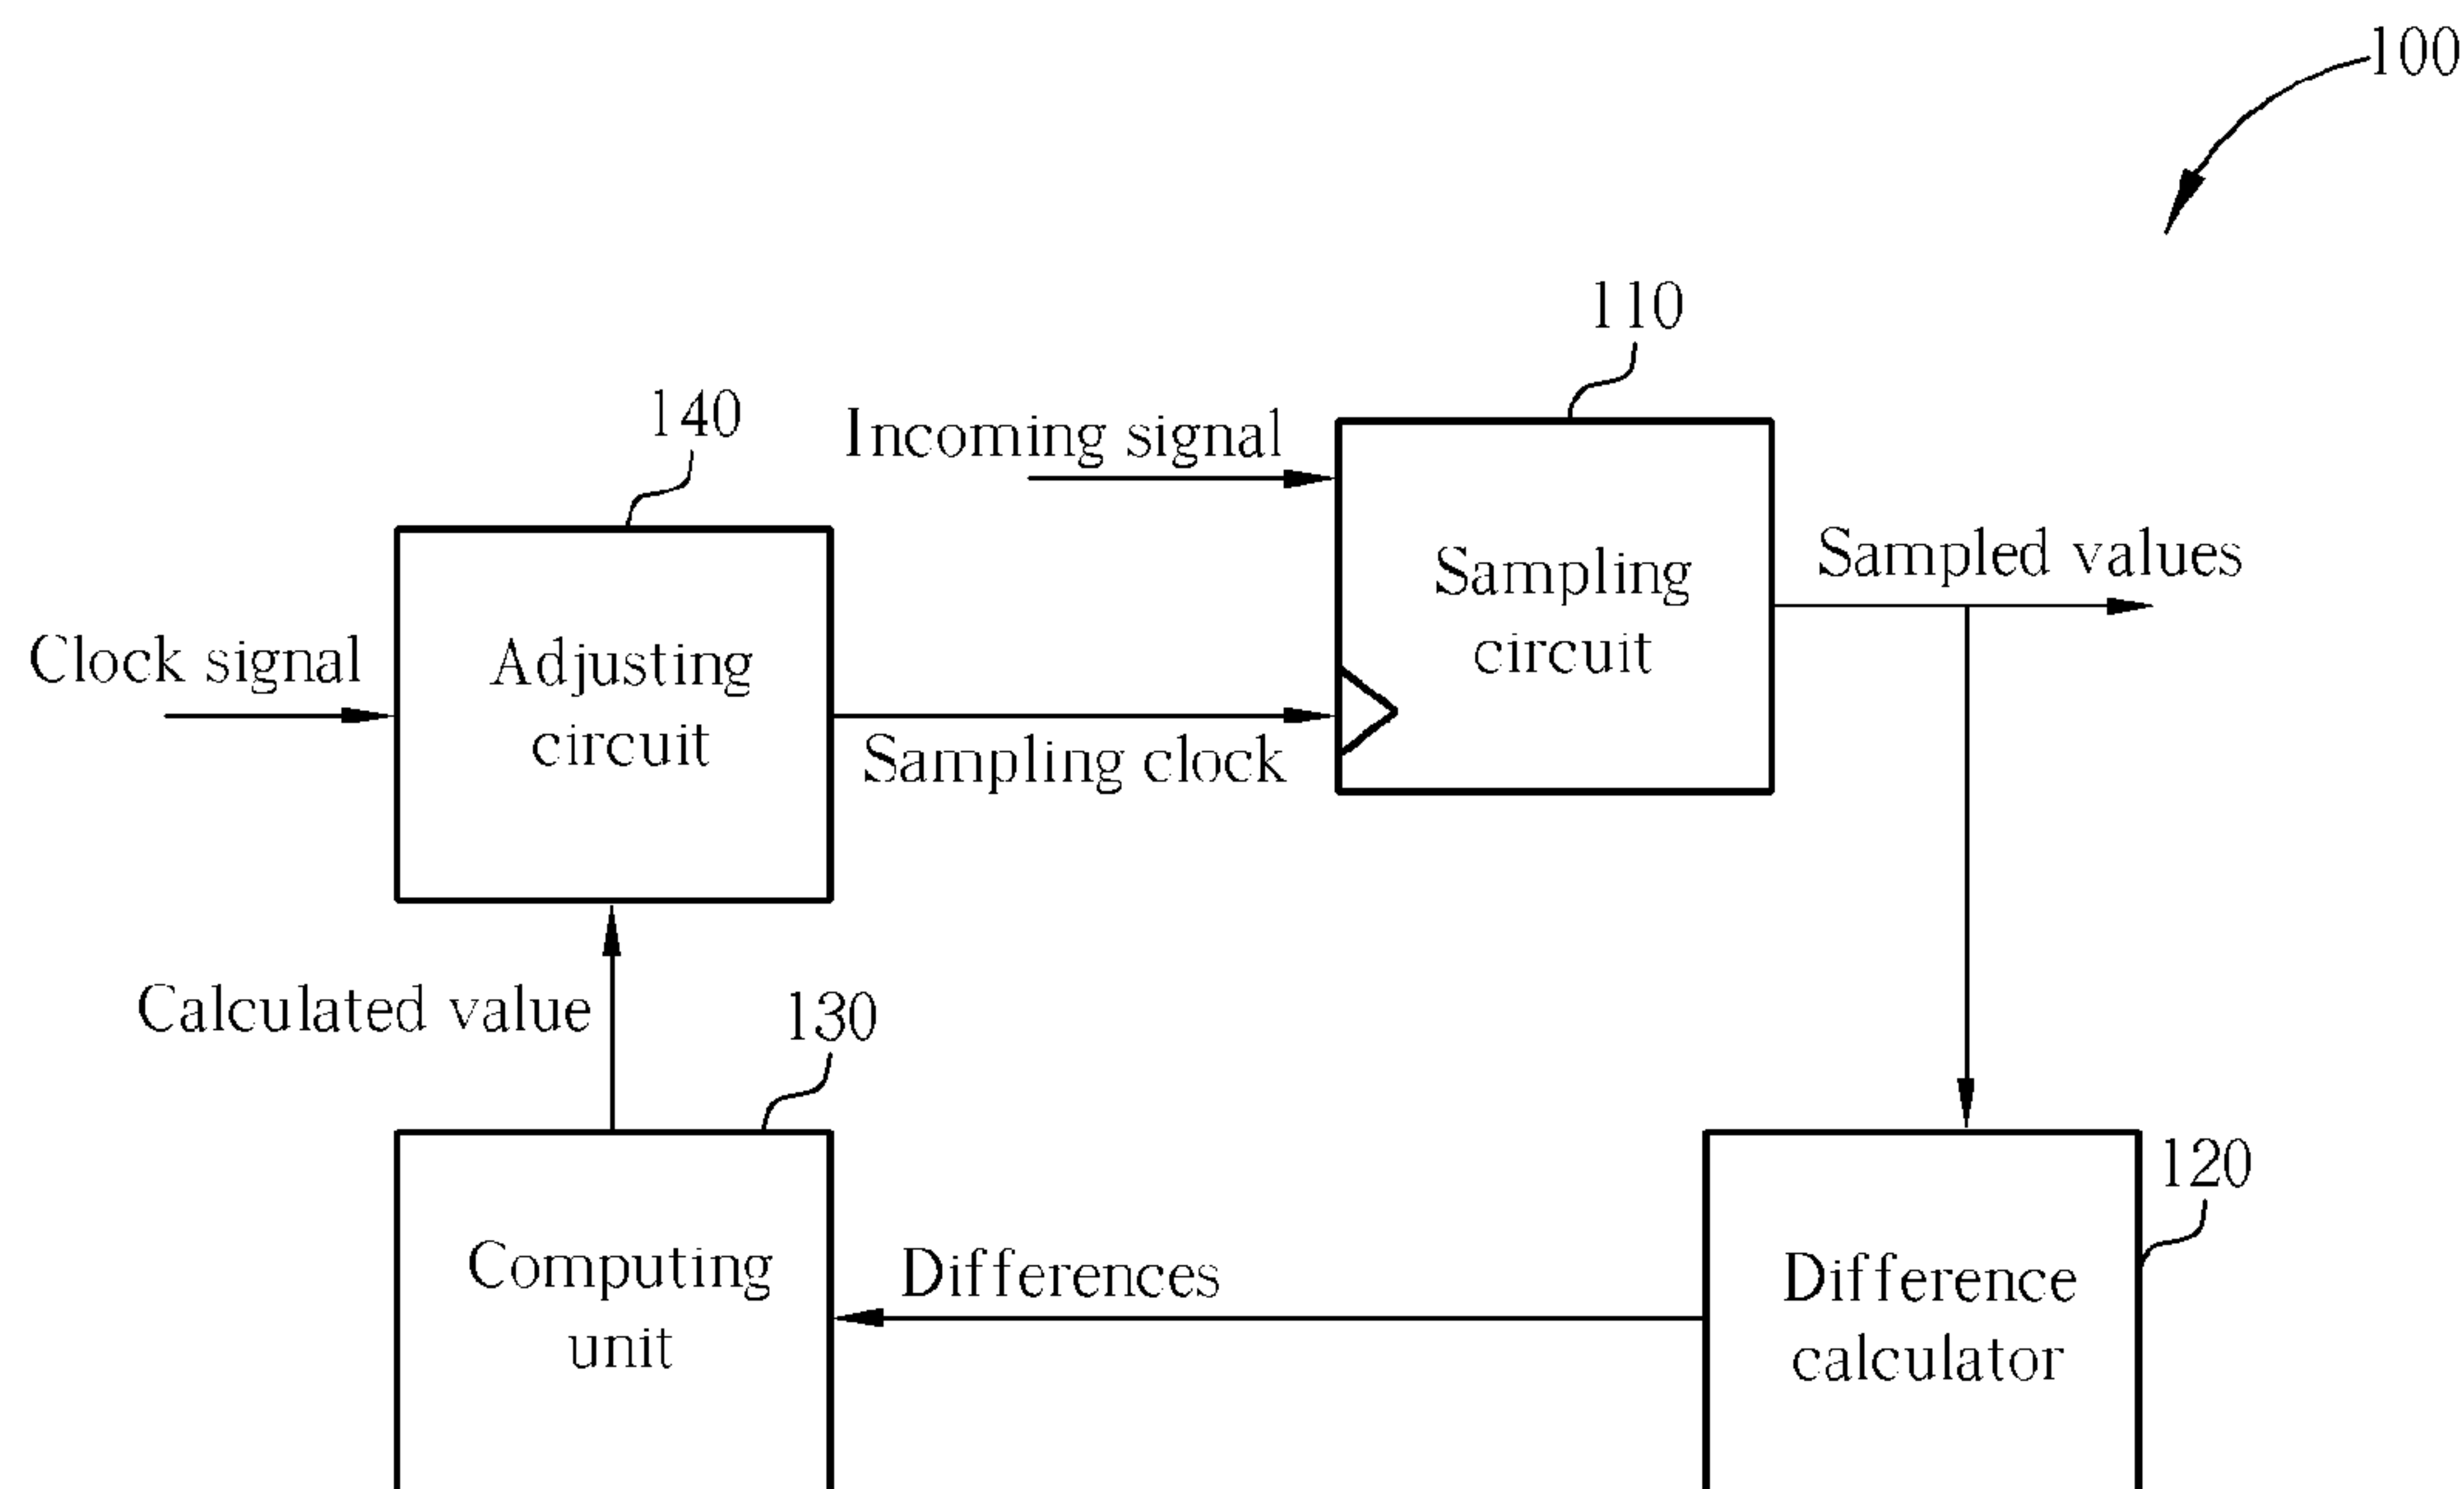 100
110
140
Incoming signal
Sampling
circuit
Sampled values
Clock signal
Adjusting
circuit
Sampling clock
Calculated value
130
120
Computing
unit
Differences
Difference
calculator